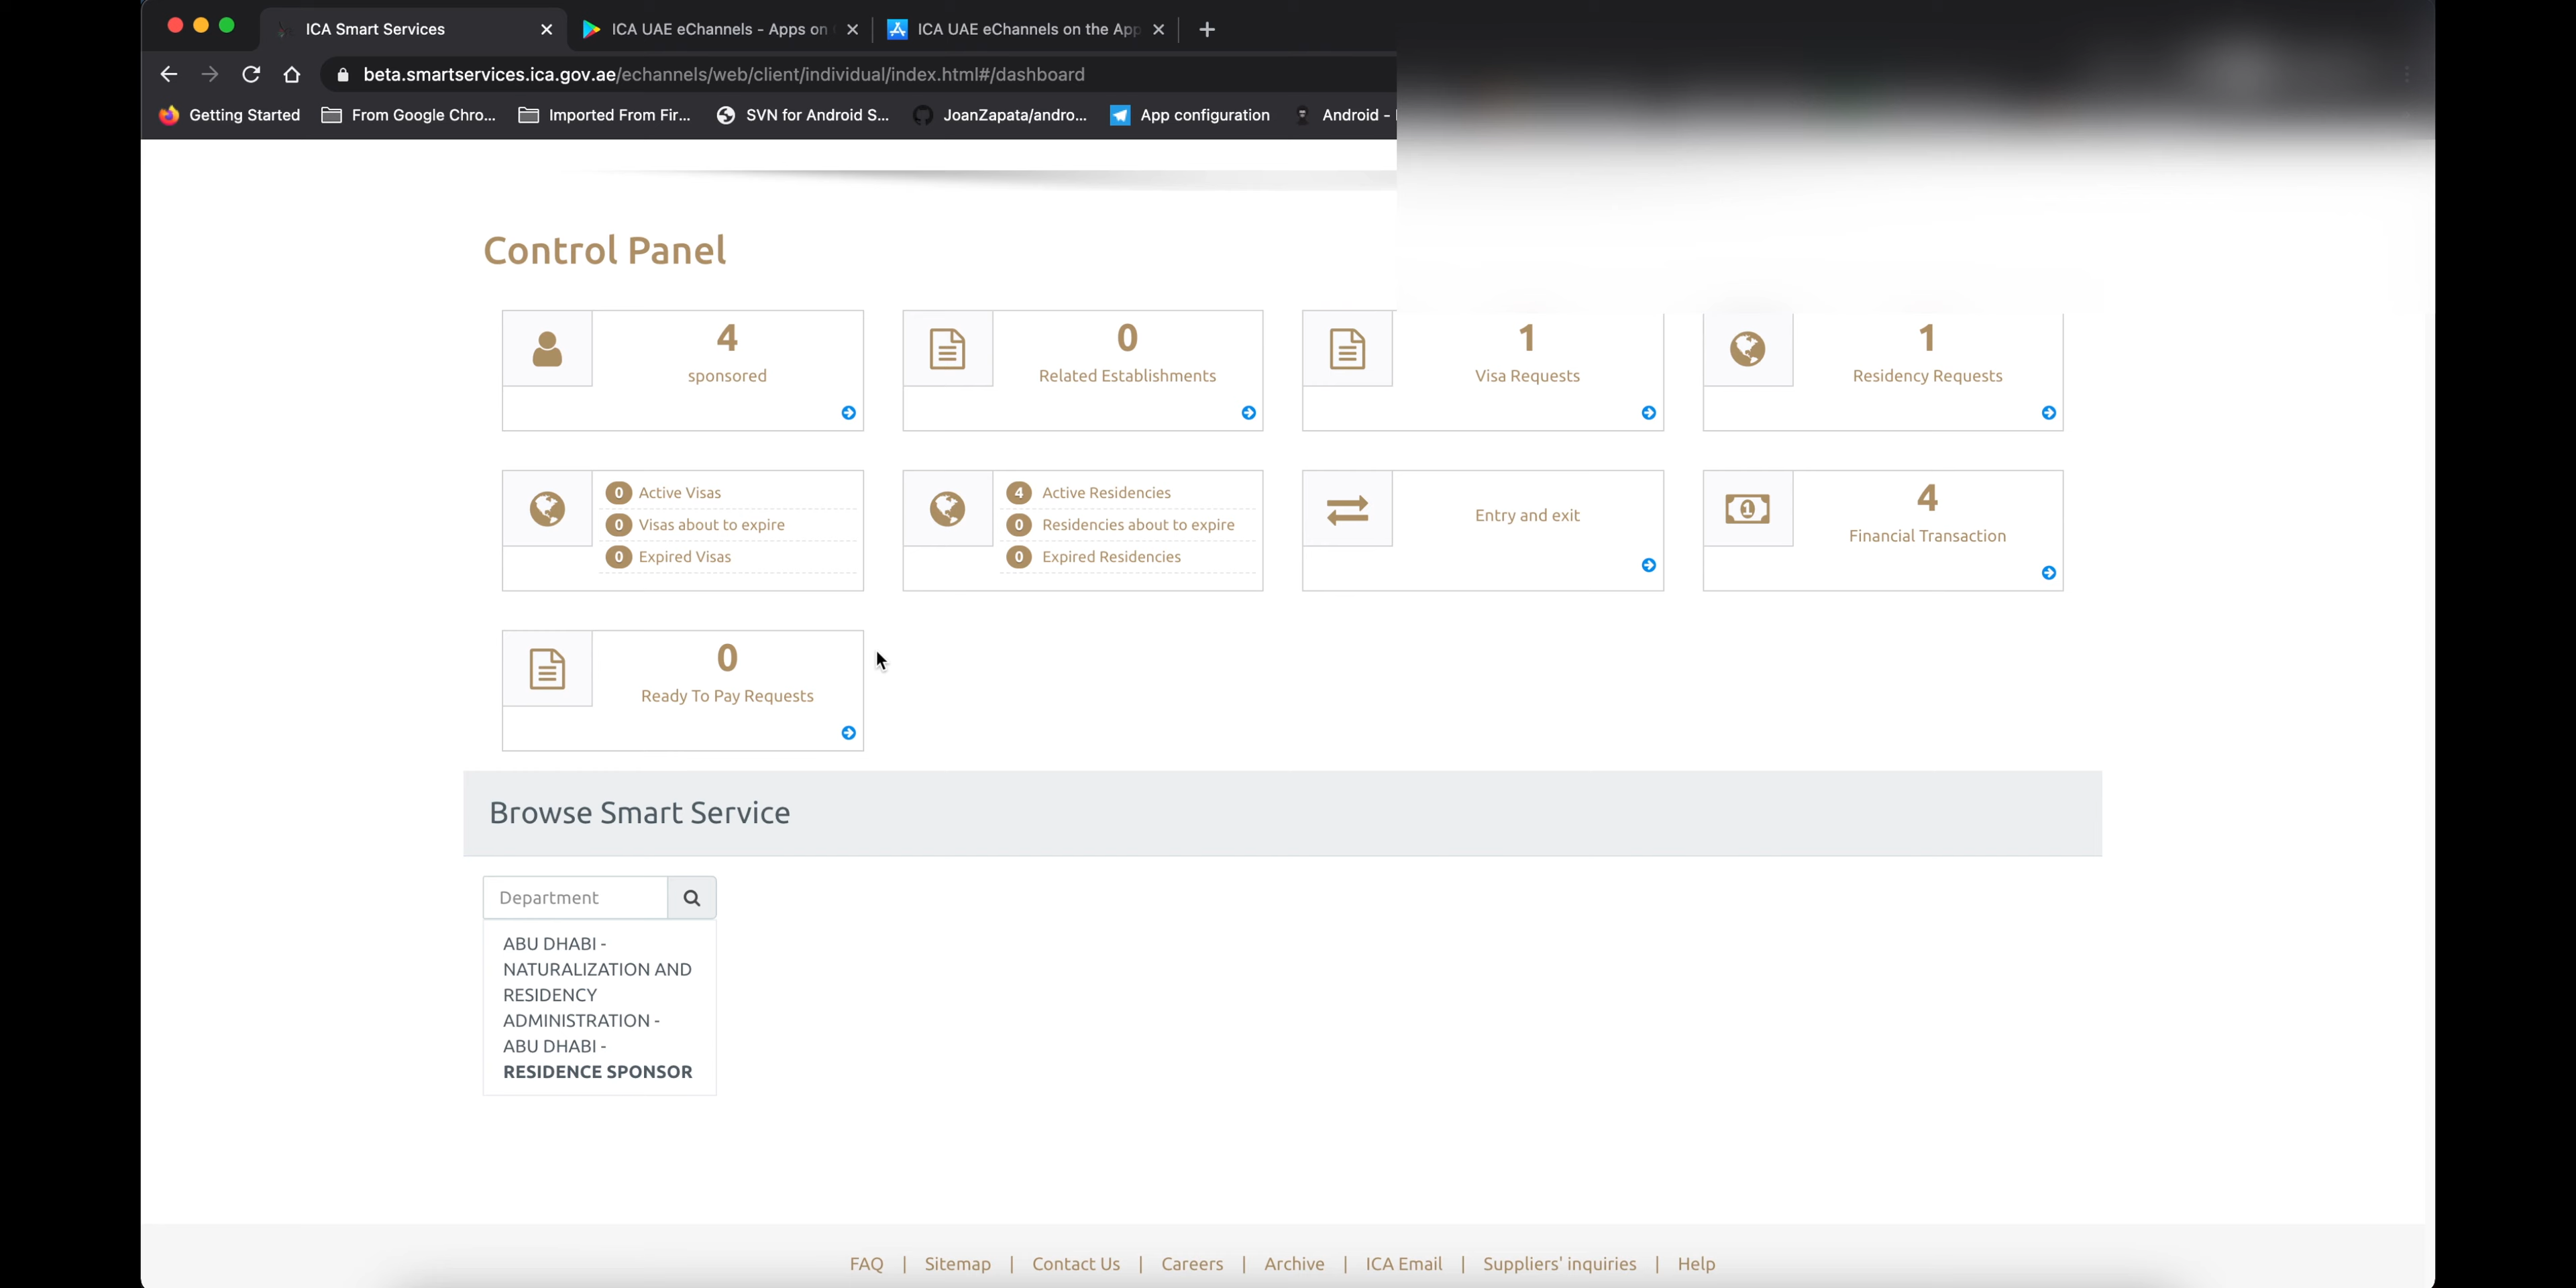 ICA Smart Services
ICA UAE eChannels - Apps on
ICA UAE eChannels on the App
beta.smartservices.ica.gov.ae/echannels/web/client/individual/index.html#/dashboard
Getting Started
From Google Chro...
Imported From Fir...
SVN for Android S...
JoanZapata/andro...
App configuration
Android -
Control Panel
4
sponsored
0
Related Establishments
1
Visa Requests
1
Residency Requests
0 Active Visas
0 Visas about to expire
0 Expired Visas
4 Active Residencies
0 Residencies about to expire
0 Expired Residencies
Entry and exit
1
4
Financial Transaction
0
Ready To Pay Requests
Browse Smart Service
Department
ABU DHABI -
NATURALIZATION AND
RESIDENCY
ADMINISTRATION -
ABU DHABI -
RESIDENCE SPONSOR
FAQ | Sitemap | Contact Us | Careers | Archive | ICA Email | Suppliers' inquiries | Help